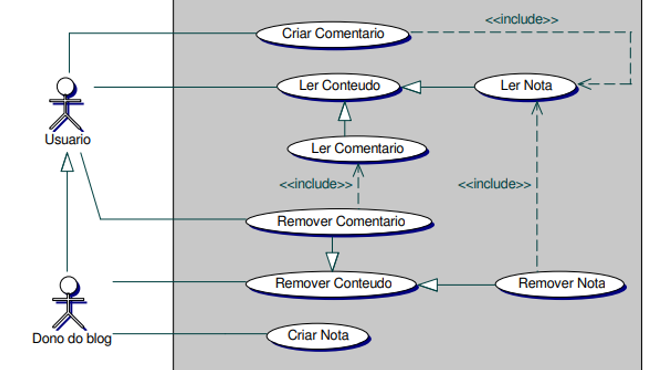 <<include>>
Criar Comentario
Ler Conteudo
Ler Nota
Usuario
Ler Comentario
<<include>>
<<include>>
Remover Comentario
Remover Conteudo
Remover Nota
Dono do blog
Criar Nota